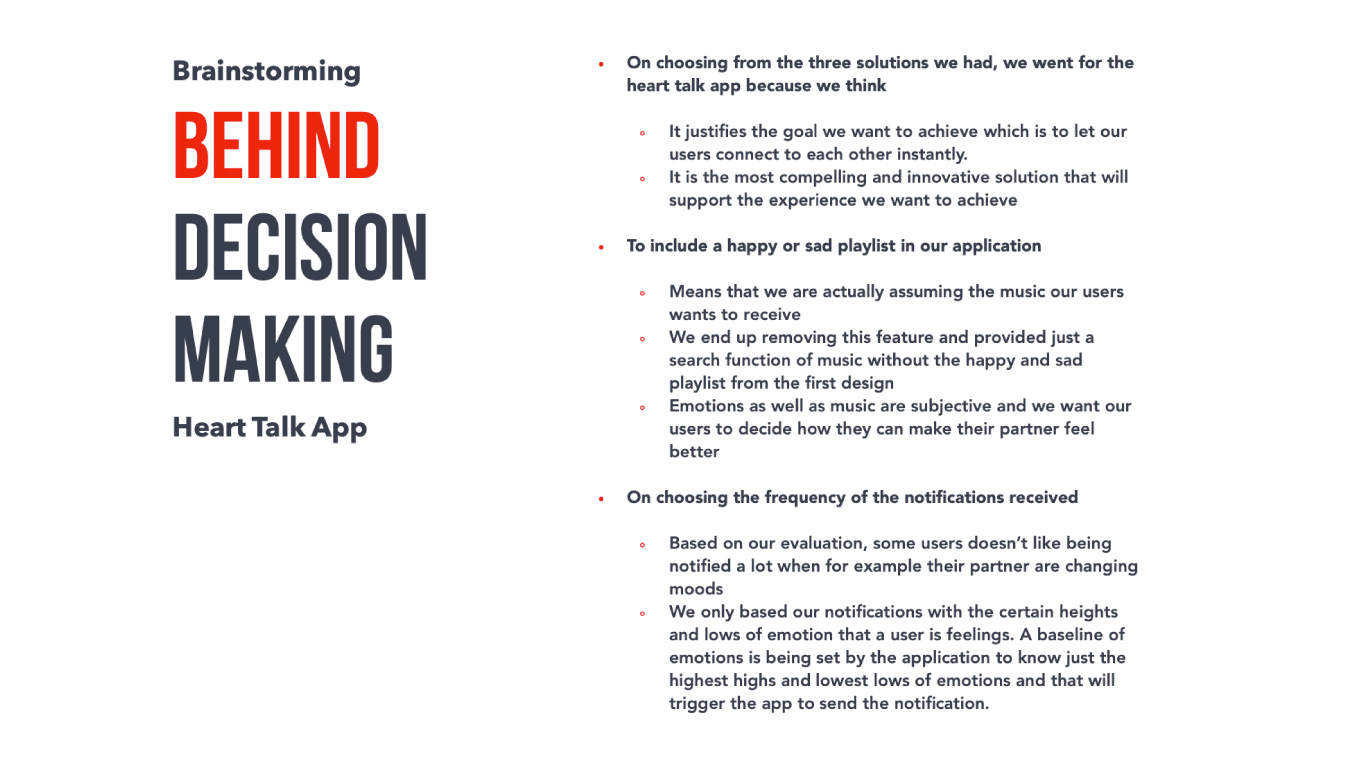 Brainstorming
BEHIND
DECISION
MAKING
Heart Talk App
• On choosing from the three solutions we had, we went for the
heart talk app because we think
◦ It justifies the goal we want to achieve which is to let our
users connect to each other instantly.
◦ It is the most compelling and innovative solution that will
support the experience we want to achieve
• To include a happy or sad playlist in our application
◦ Means that we are actually assuming the music our users
wants to receive
◦ We end up removing this feature and provided just a
search function of music without the happy and sad
playlist from the first design
◦ Emotions as well as music are subjective and we want our
users to decide how they can make their partner feel
better
• On choosing the frequency of the notifications received
◦ Based on our evaluation, some users doesn’t like being
notified a lot when for example their partner are changing
moods
◦ We only based our notifications with the certain heights
and lows of emotion that a user is feelings. A baseline of
emotions is being set by the application to know just the
highest highs and lowest lows of emotions and that will
trigger the app to send the notification.